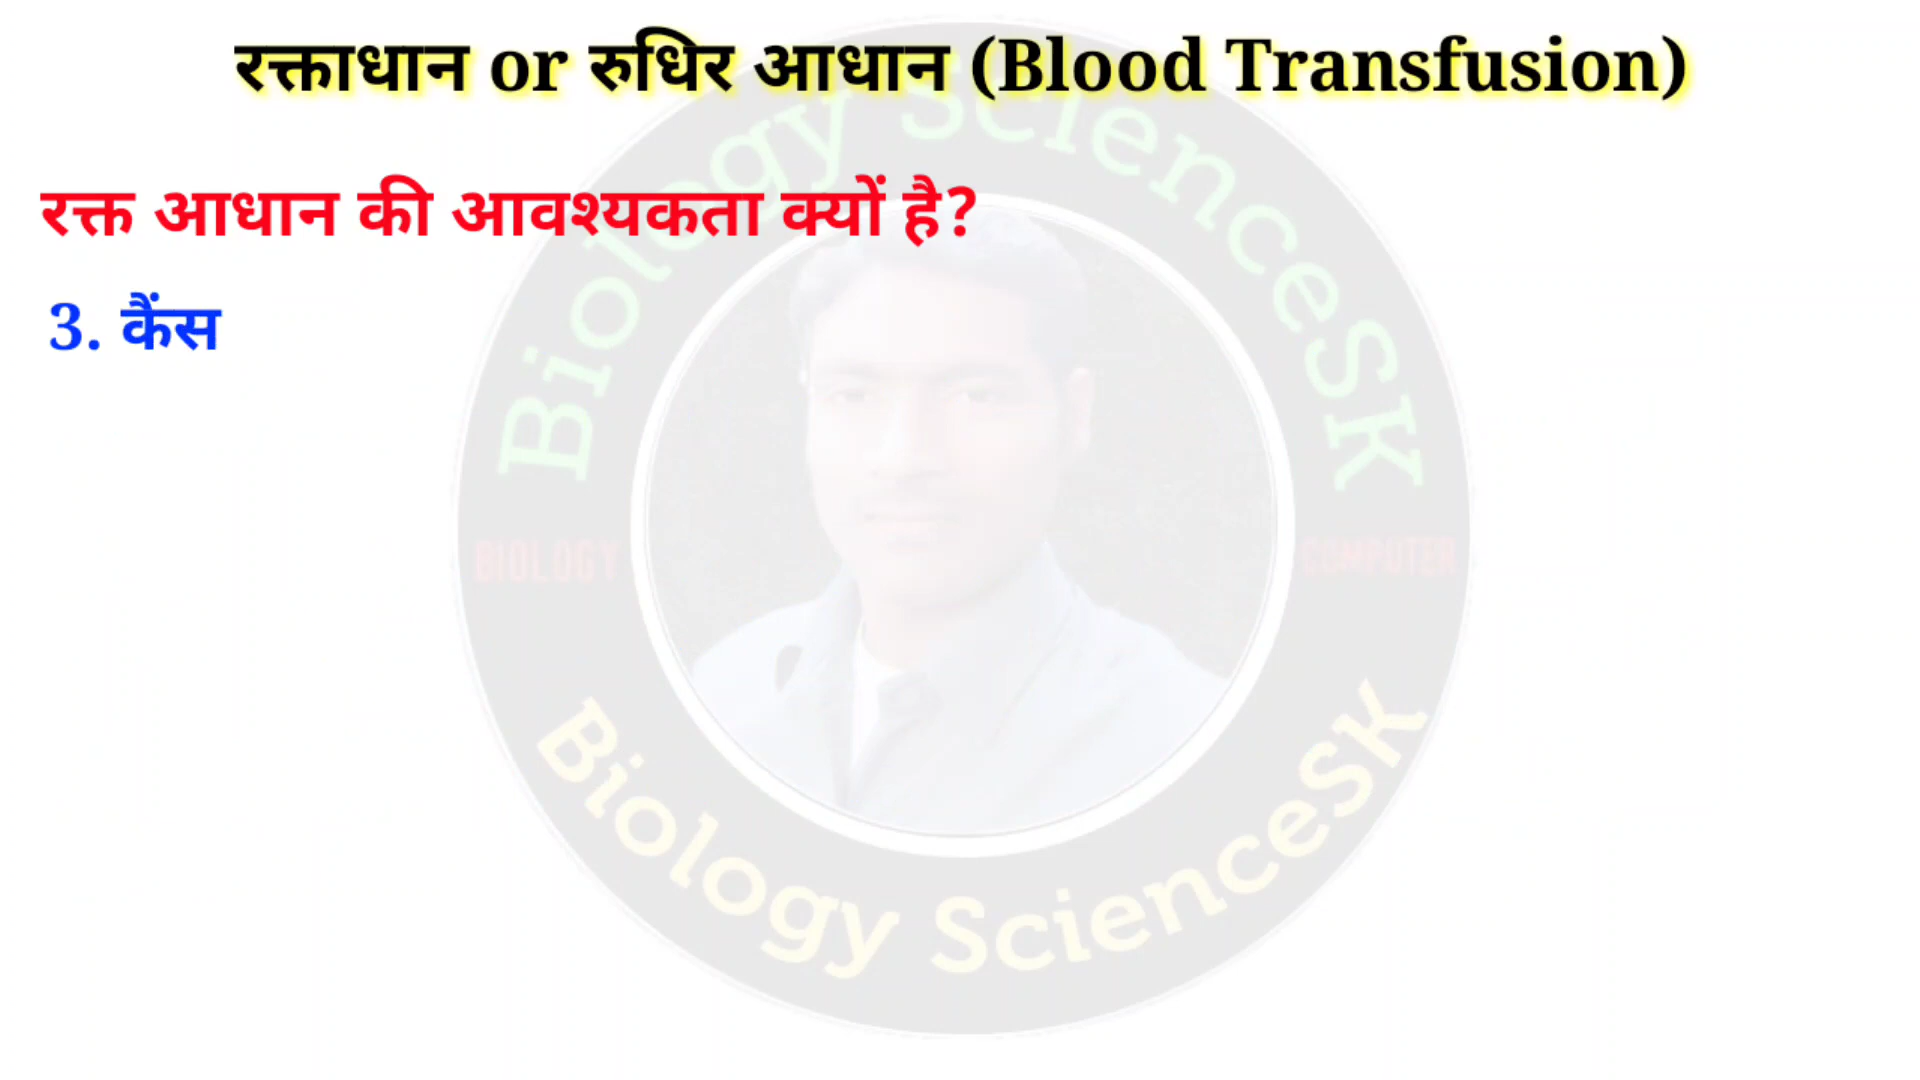 रक्ताधान or रुधिर आधान (Blood Transfusion)
रक्त आधान की आवश्यकता क्यों है?
3. कैंस
Biology ScienceSK
BIOLOGY
COMPUTER
Biology ScienceSK